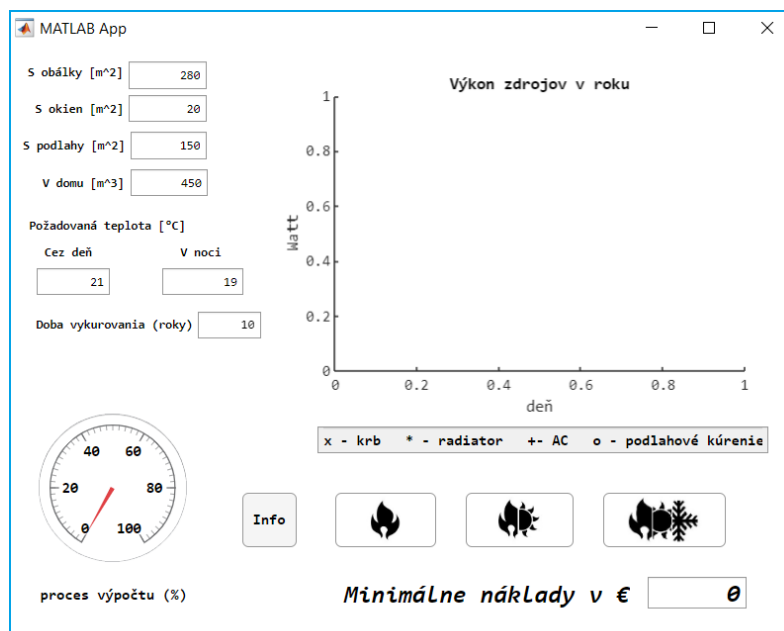 MATLAB App
S obálky [m^2] 280
S okien [m^2] 20
S podlahy [m^2] 150
V domu [m^3] 450
Požadovaná teplota [°C]
Cez deň V noci
21 19
Doba vykurovania (roky) 10
Výkon zdrojov v roku
1
0.8
0.6
0.4
0.2
0
Watt
0 0.2 0.4 0.6 0.8 1
deň
x - krb * - radiator +- AC o - podlahové kúrenie
40 60
20 80
0 100
proces výpočtu (%)
Info
Minimálne náklady v € 0